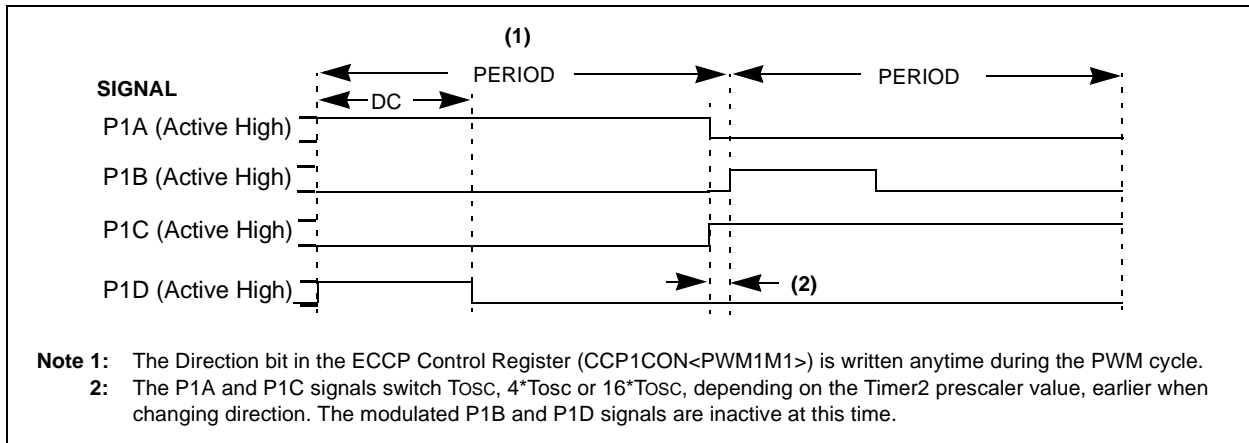 (1)
SIGNAL
PERIOD
PERIOD
DC
P1A (Active High)
P1B (Active High)
P1C (Active High)
P1D (Active High)
(2)
Note 1: The Direction bit in the ECCP Control Register (CCP1CON<PWM1M1>) is written anytime during the PWM cycle.
2: The P1A and P1C signals switch TOSC, 4*Tosc or 16*TOSC, depending on the Timer2 prescaler value, earlier when
changing direction. The modulated P1B and P1D signals are inactive at this time.